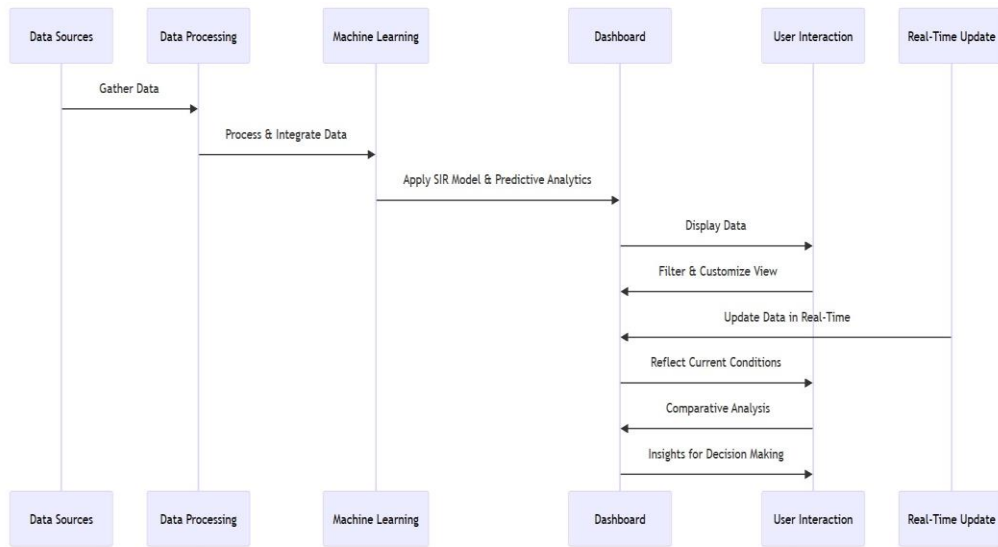 Data Sources
Data Processing
Machine Learning
Dashboard
User Interaction
Real-Time Update
Gather Data
Process & Integrate Data
Apply SIR Model & Predictive Analytics
Display Data
Filter & Customize View
Update Data in Real-Time
Reflect Current Conditions
Comparative Analysis
Insights for Decision Making
Data Sources
Data Processing
Machine Learning
Dashboard
User Interaction
Real-Time Update